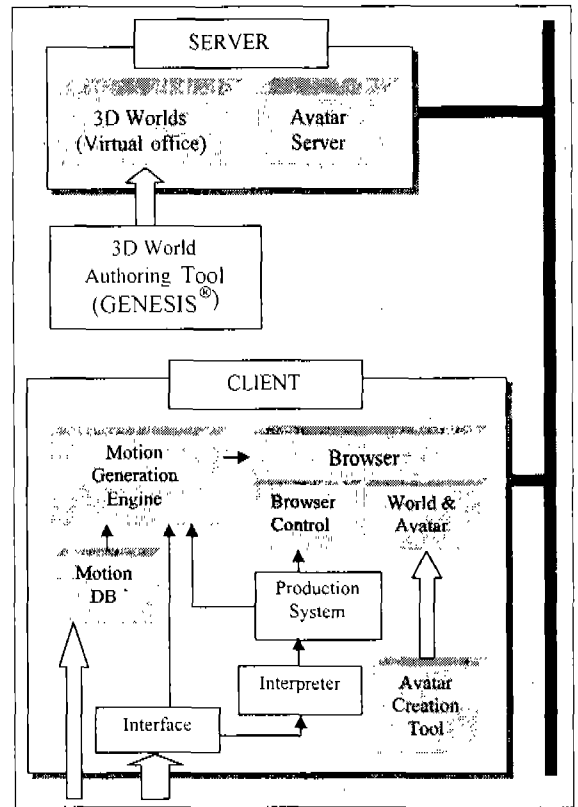 SERVER
3D Worlds
(Virtual office)
Avatar
Server
3D World
Authoring Tool
(GENESIS®)
CLIENT
Motion
Generation
Engine
Browser
Browser
Control
World &
Avatar
Motion
DB
Production
System
Interpreter
Avatar
Creation
Tool
Interface